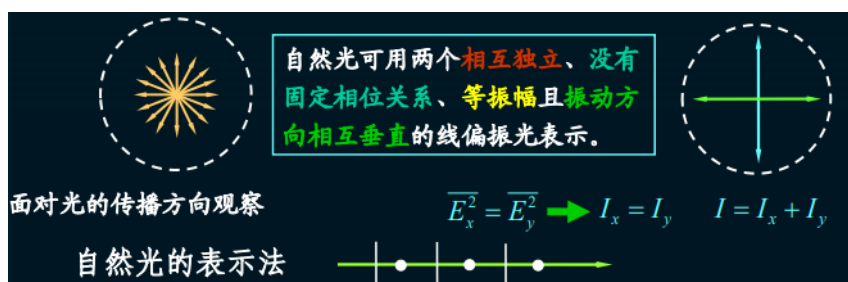 自然光可用两个相互独立、没有
固定相位关系、等振幅且振动方
向相互垂直的线偏振光表示。
面对光的传播方向观察
$\overline{E_x^2} = \overline{E_y^2}$ ➡ $I_x = I_y$ $I = I_x + I_y$
自然光的表示法